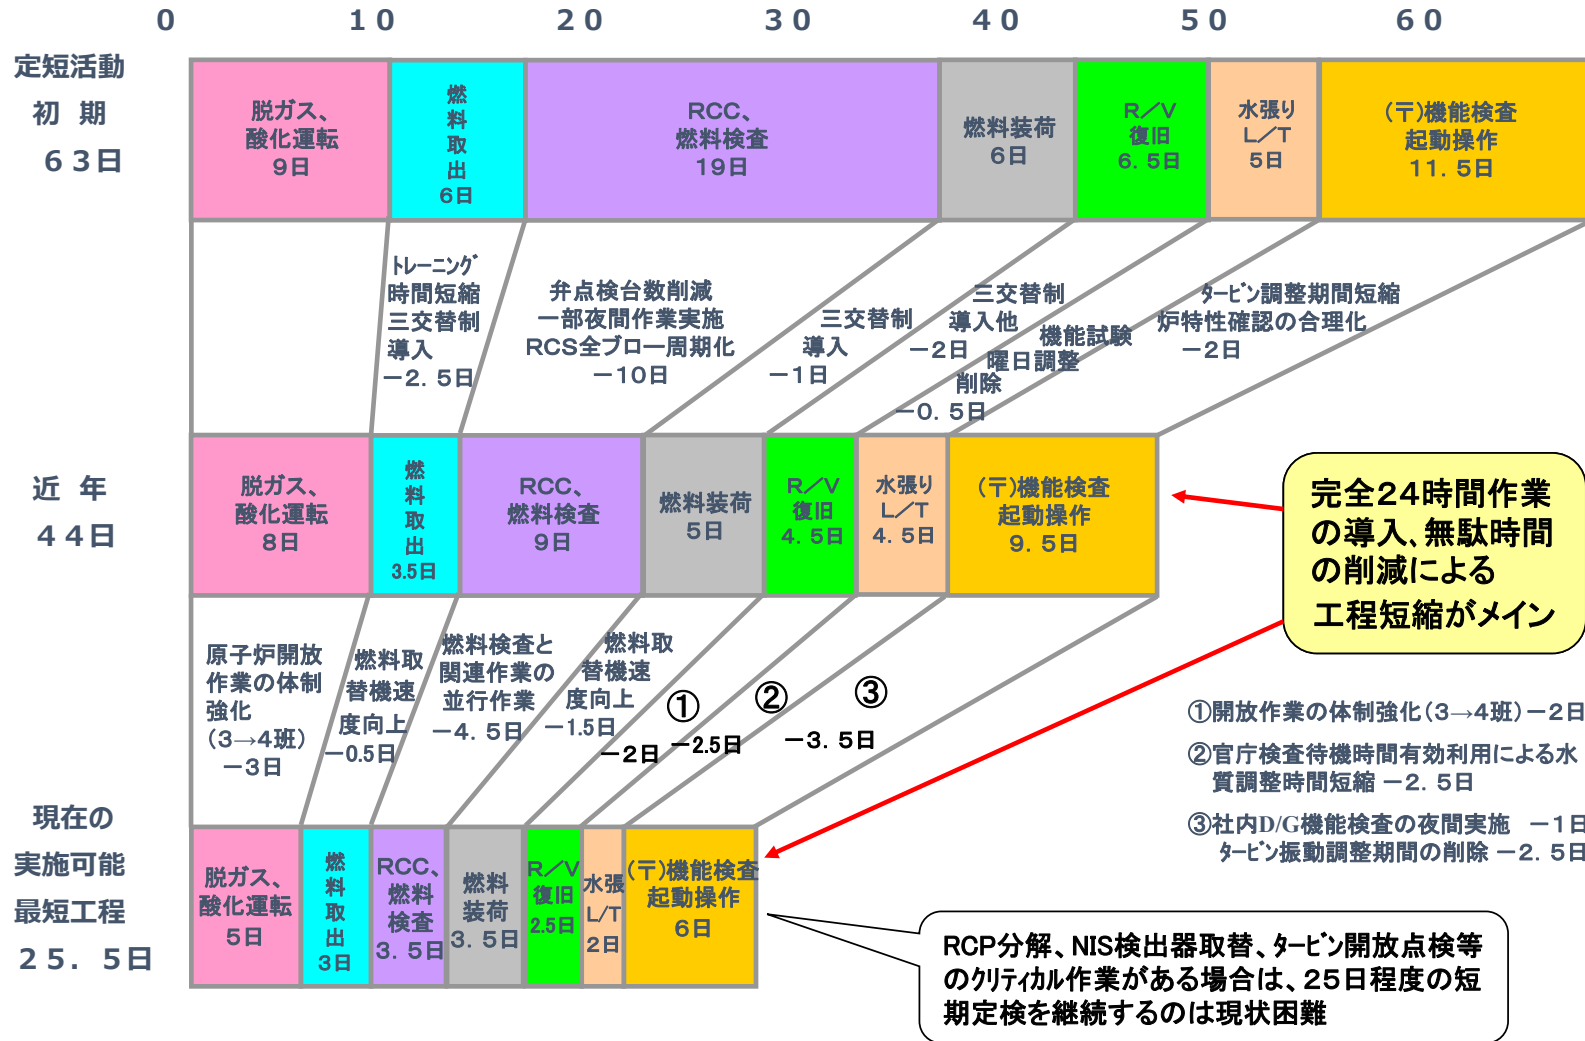 0 10 20 30 40 50 60
定短活動
初 期
63日
脱ガス、
酸化運転
9日
燃
料
取
出
6日
RCC、
燃料検査
19日
燃料装荷
6日
R／V
復旧
6.5日
水張り
L／T
5日
(〒)機能検査
起動操作
11.5日
トレーニング
時間短縮
三交替制
導入
－2.5日
弁点検台数削減
一部夜間作業実施
RCS全ブロー周期化
－10日
三交替制
導入
－1日
三交替制
導入他
－2日
機能試験
曜日調整
削除
－0.5日
タービン調整期間短縮
炉特性確認の合理化
－2日
近 年
44日
脱ガス、
酸化運転
8日
燃
料
取
出
3.5日
RCC、
燃料検査
9日
燃料装荷
5日
R／V
復旧
4.5日
水張り
L／T
4.5日
(〒)機能検査
起動操作
9.5日
完全24時間作業
の導入、無駄時間
の削減による
工程短縮がメイン
原子炉開放
作業の体制
強化
(3→4班)
－3日
燃料取
替機速
度向上
－0.5日
燃料検査と
関連作業の
並行作業
－4.5日
燃料取
替機速
度向上
－1.5日
①
－2日
②
－2.5日
③
－3.5日
①開放作業の体制強化(3→4班)－2日
②官庁検査待機時間有効利用による水
質調整時間短縮 －2.5日
③社内D/G機能検査の夜間実施 －1日
タービン振動調整期間の削除 －2.5日
現在の
実施可能
最短工程
25.5日
脱ガス、
酸化運転
5日
燃
料
取
出
3日
RCC、
燃料
検査
3.5日
燃料
装荷
3.5日
R／V
復旧
2.5日
水張
L/T
2日
(〒)機能検査
起動操作
6日
RCP分解、NIS検出器取替、タービン開放点検等
のクリティカル作業がある場合は、25日程度の短
期定検を継続するのは現状困難